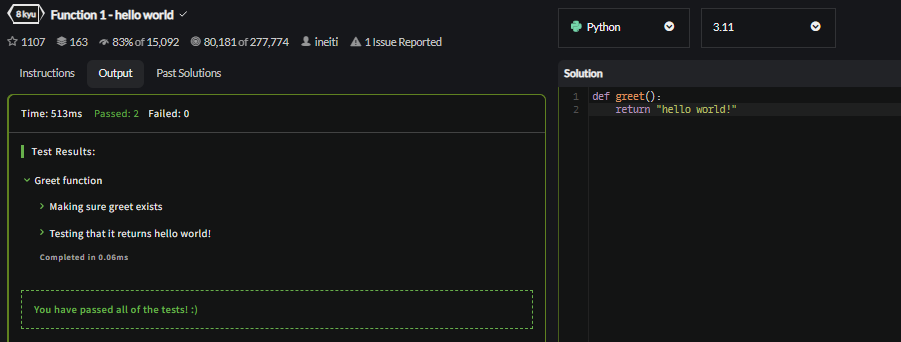 8 kyu Function 1 - hello world
1107 163 83% of 15,092 80,181 of 277,774 ineiti 1 Issue Reported
Python 3.11
Instructions Output Past Solutions
Time: 513ms Passed: 2 Failed: 0
Test Results:
Greet function
Making sure greet exists
Testing that it returns hello world!
Completed in 0.06ms
You have passed all of the tests! :)
Solution
1 def greet():
2     return "hello world!"